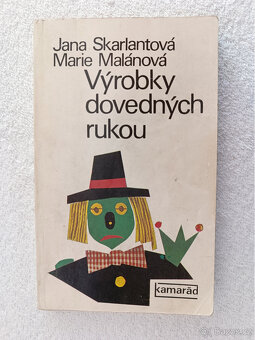 Jana Skarlantová
Marie Malánová
Výrobky
dovedných
rukou
kamarád